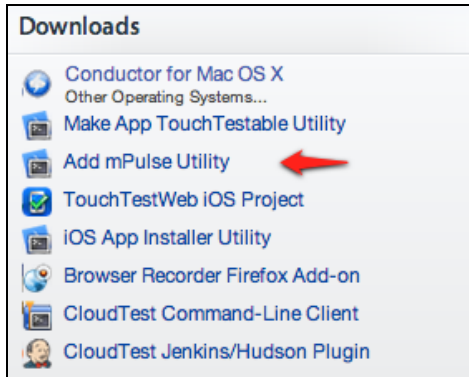 Downloads
Conductor for Mac OS X
Other Operating Systems...
Make App TouchTestable Utility
Add mPulse Utility
TouchTestWeb iOS Project
iOS App Installer Utility
Browser Recorder Firefox Add-on
CloudTest Command-Line Client
CloudTest Jenkins/Hudson Plugin